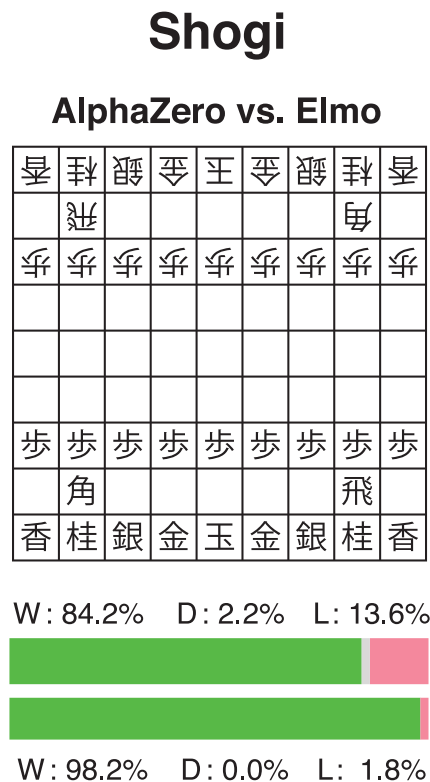 Shogi
AlphaZero vs. Elmo
香桂銀金玉金銀桂香
飛角
歩歩歩歩歩歩歩歩歩
歩歩歩歩歩歩歩歩歩
角飛
香桂銀金玉金銀桂香
W: 84.2% D: 2.2% L: 13.6%
W: 98.2% D: 0.0% L: 1.8%